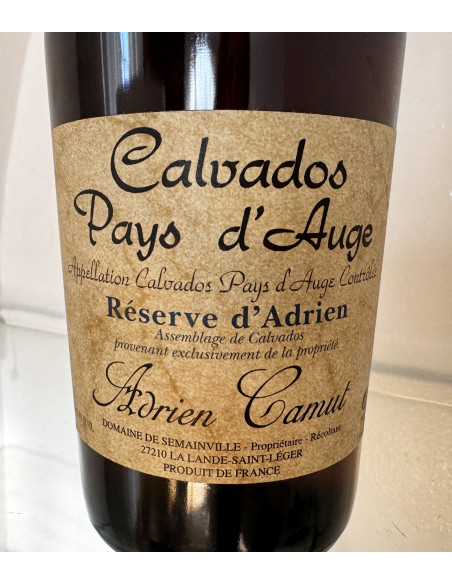 Calvados
Pays d'Auge
Appellation Calvados Pays d'Auge Contrôlée
Réserve d'Adrien
Assemblage de Calvados
provenant exclusivement de la propriété.
Adrien Camut
DOMAINE DE SEMAINVILLE - Propriétaire - Récoltant
27210 LA LANDE-SAINT-LÉGER
PRODUIT DE FRANCE